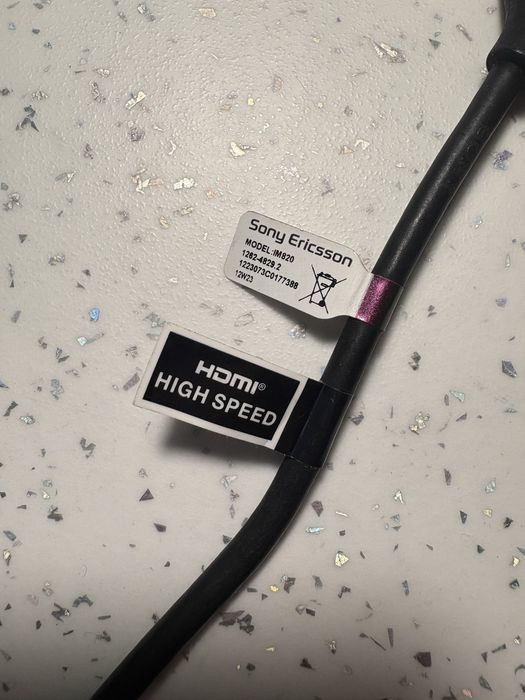 Sony Ericsson
MODEL:IM820
1262-4829.2
1223073C0177388
12W23
HDMI®
HIGH SPEED